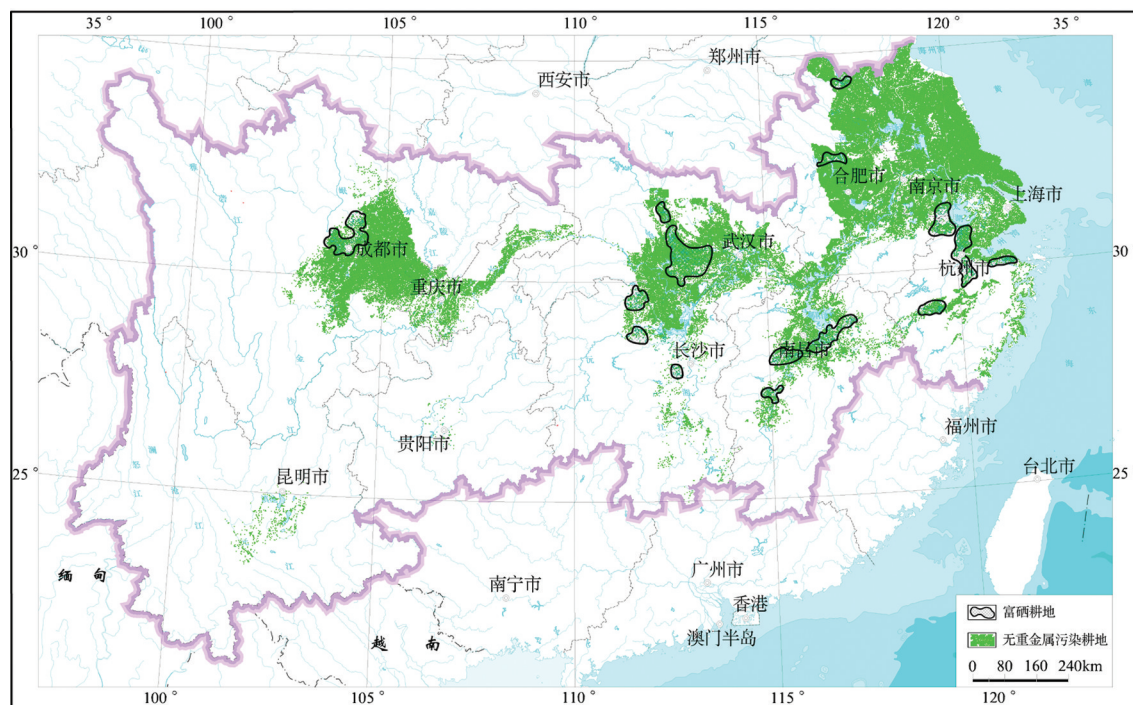 35° 100° 105° 110° 115° 120° 35°
郑州市
西安市
合肥市
南京市
上海市
30°
成都市
武汉市
30°
杭州市
重庆市
长沙市
南昌市
贵阳市
福州市
25°
昆明市
台北市
25°
缅甸
南宁市
广州市
香港
澳门半岛
越南
富硒耕地
无重金属污染耕地
0 80 160 240km
100° 105° 110° 115° 120°